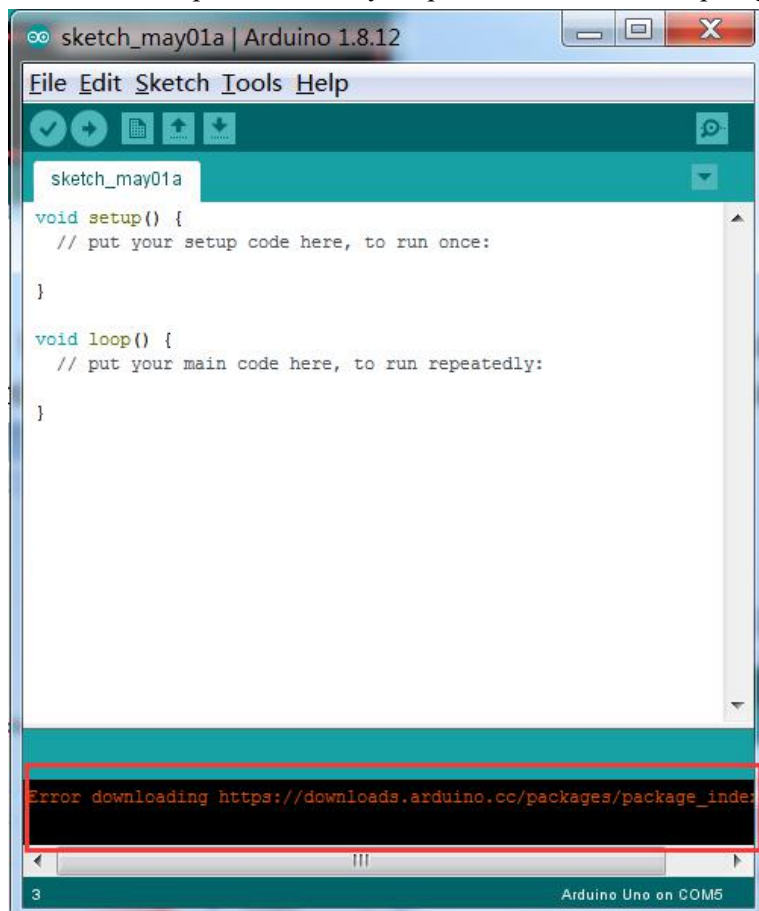 sketch_may01a | Arduino 1.8.12
File Edit Sketch Tools Help
sketch_may01a
void setup() {
// put your setup code here, to run once:
}
void loop() {
// put your main code here, to run repeatedly:
}
Error downloading https://downloads.arduino.cc/packages/package_index
3
Arduino Uno on COM5